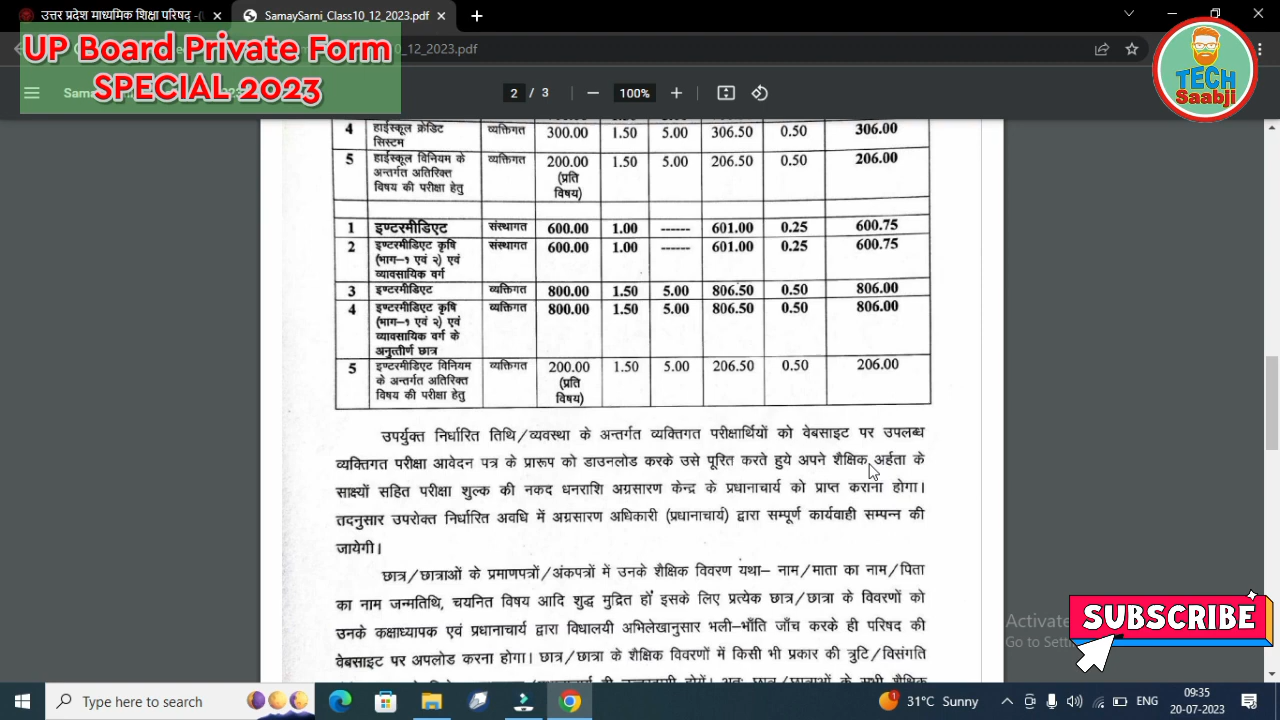 उत्तर प्रदेश माध्यमिक शिक्षा परिषद -
SamaySarni_Class10_12_2023.pdf
UP Board Private Form
SPECIAL 2023
_10_12_2023.pdf
2 / 3 100%
TECH
Saabji
4 हाईस्कूल क्रेडिट व्यक्तिगत 300.00 1.50 5.00 306.50 0.50 306.00
सिस्टम
5 हाईस्कूल विनियम के व्यक्तिगत 200.00 1.50 5.00 206.50 0.50 206.00
अन्तर्गत अतिरिक्त (प्रति
विषय की परीक्षा हेतु विषय)
1 इण्टरमीडिएट संस्थागत 600.00 1.00 ------ 601.00 0.25 600.75
2 इण्टरमीडिएट कृषि संस्थागत 600.00 1.00 ------ 601.00 0.25 600.75
(भाग–१ एवं २) एवं
व्यावसायिक वर्ग
3 इण्टरमीडिएट व्यक्तिगत 800.00 1.50 5.00 806.50 0.50 806.00
4 इण्टरमीडिएट कृषि व्यक्तिगत 800.00 1.50 5.00 806.50 0.50 806.00
(भाग–१ एवं २) एवं
व्यावसायिक वर्ग के
अनुत्तीर्ण छात्र
5 इण्टरमीडिएट विनियम व्यक्तिगत 200.00 1.50 5.00 206.50 0.50 206.00
के अन्तर्गत अतिरिक्त (प्रति
विषय की परीक्षा हेतु विषय)
उपर्युक्त निर्धारित तिथि/व्यवस्था के अन्तर्गत व्यक्तिगत परीक्षार्थियों को वेबसाइट पर उपलब्ध
व्यक्तिगत परीक्षा आवेदन पत्र के प्रारूप को डाउनलोड करके उसे पूरित करते हुये अपने शैक्षिक अर्हता के
साक्ष्यों सहित परीक्षा शुल्क की नकद धनराशि अग्रसारण केन्द्र के प्रधानाचार्य को प्राप्त कराना होगा।
तदनुसार उपरोक्त निर्धारित अवधि में अग्रसारण अधिकारी (प्रधानाचार्य) द्वारा सम्पूर्ण कार्यवाही सम्पन्न की
जायेगी।
छात्र/छात्राओं के प्रमाणपत्रों/अंकपत्रों में उनके शैक्षिक विवरण यथा– नाम/माता का नाम/पिता
का नाम जन्मतिथि, चयनित विषय आदि शुद्ध मुद्रित हों इसके लिए प्रत्येक छात्र/छात्रा के विवरणों को
उनके कक्षाध्यापक एवं प्रधानाचार्य द्वारा विधालयी अभिलेखानुसार भली–भाँति जाँच करके ही परिषद की
वेबसाइट पर अपलोड करना होगा। छात्र/छात्रा के शैक्षिक विवरणों में किसी भी प्रकार की त्रुटि/विसंगति
Activate
Go to Sett
SUBSCRIBE
Type here to search
1
31°C Sunny
ENG
09:35
20-07-2023